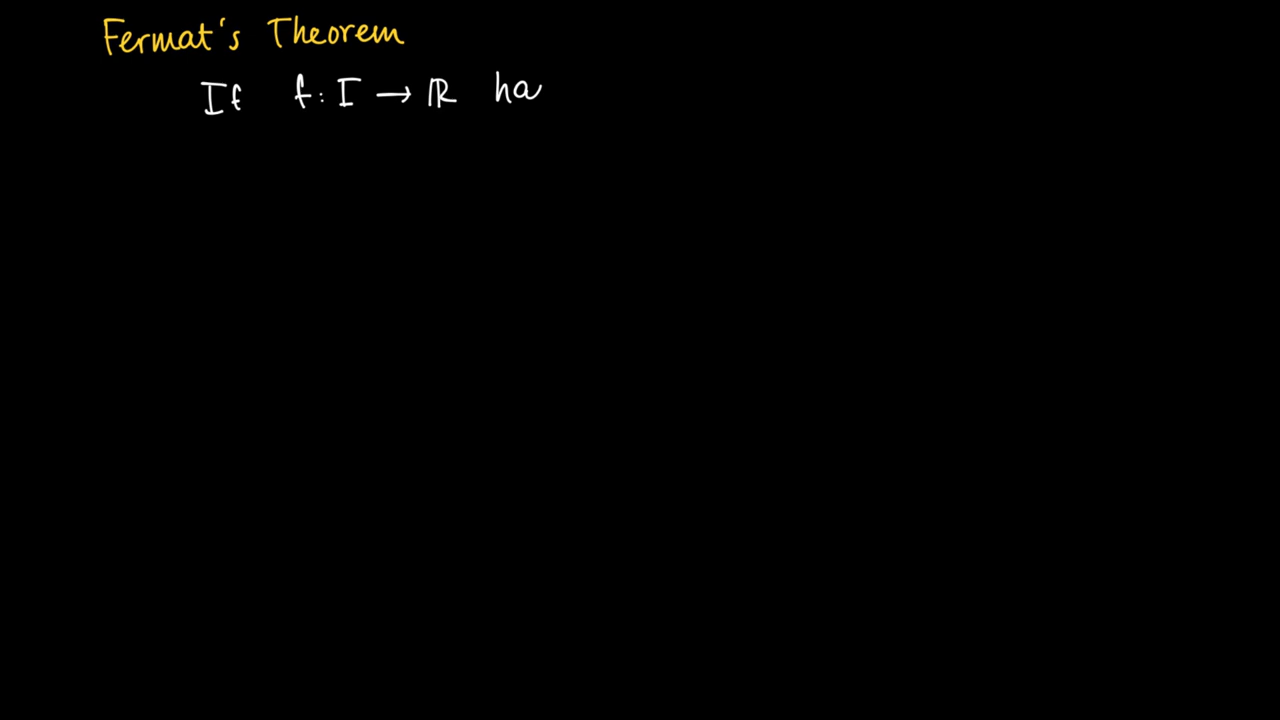 Fermat's Theorem
If f: I → ℝ ha